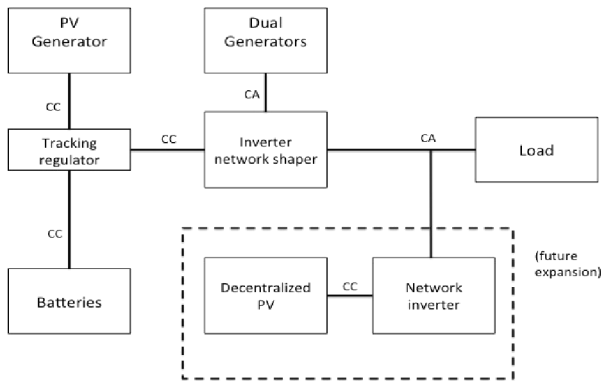 PV
Generator
Dual
Generators
CC
CA
Tracking
regulator
CC
Inverter
network shaper
CA
Load
CC
Batteries
Decentralized
PV
CC
Network
inverter
(future
expansion)